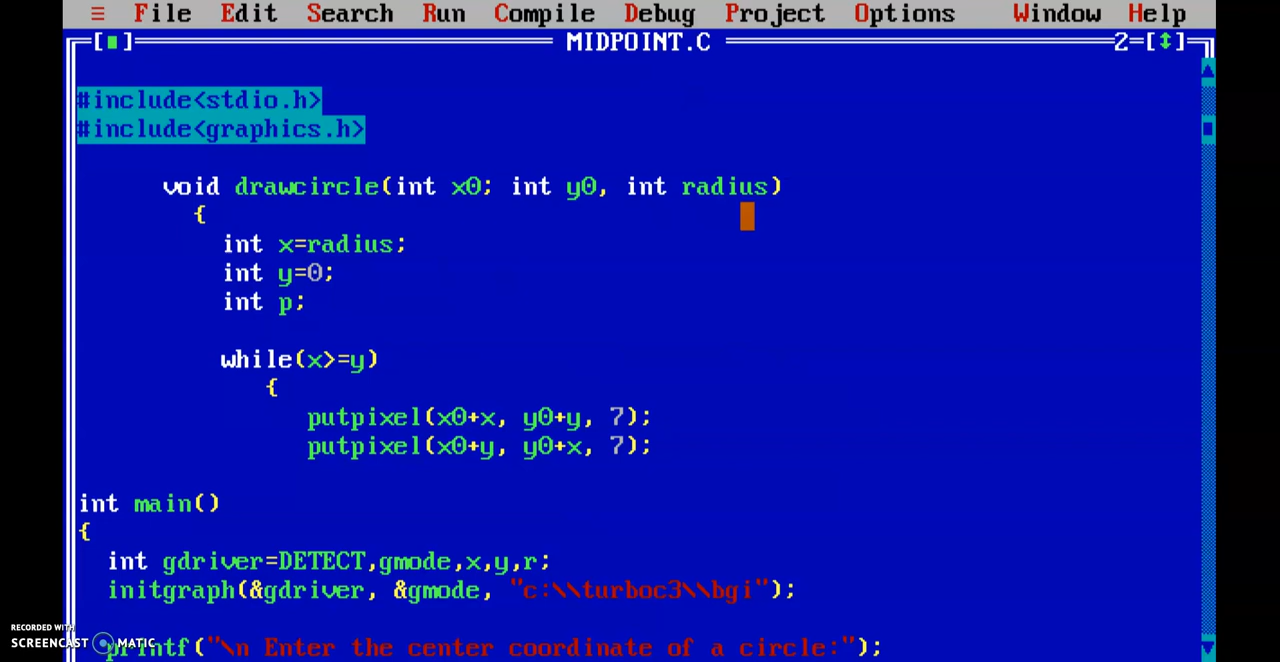 ≡ File Edit Search Run Compile Debug Project Options Window Help
[■] MIDPOINT.C 2=[↕]
#include<stdio.h>
#include<graphics.h>
void drawcircle(int x0; int y0, int radius)
{
int x=radius;
int y=0;
int p;
while(x>=y)
{
putpixel(x0+x, y0+y, 7);
putpixel(x0+y, y0+x, 7);
int main()
{
int gdriver=DETECT,gmode,x,y,r;
initgraph(&gdriver, &gmode, "c:\\turboc3\\bgi");
printf("\n Enter the center coordinate of a circle:");
RECORDED WITH
SCREENCAST MATIC